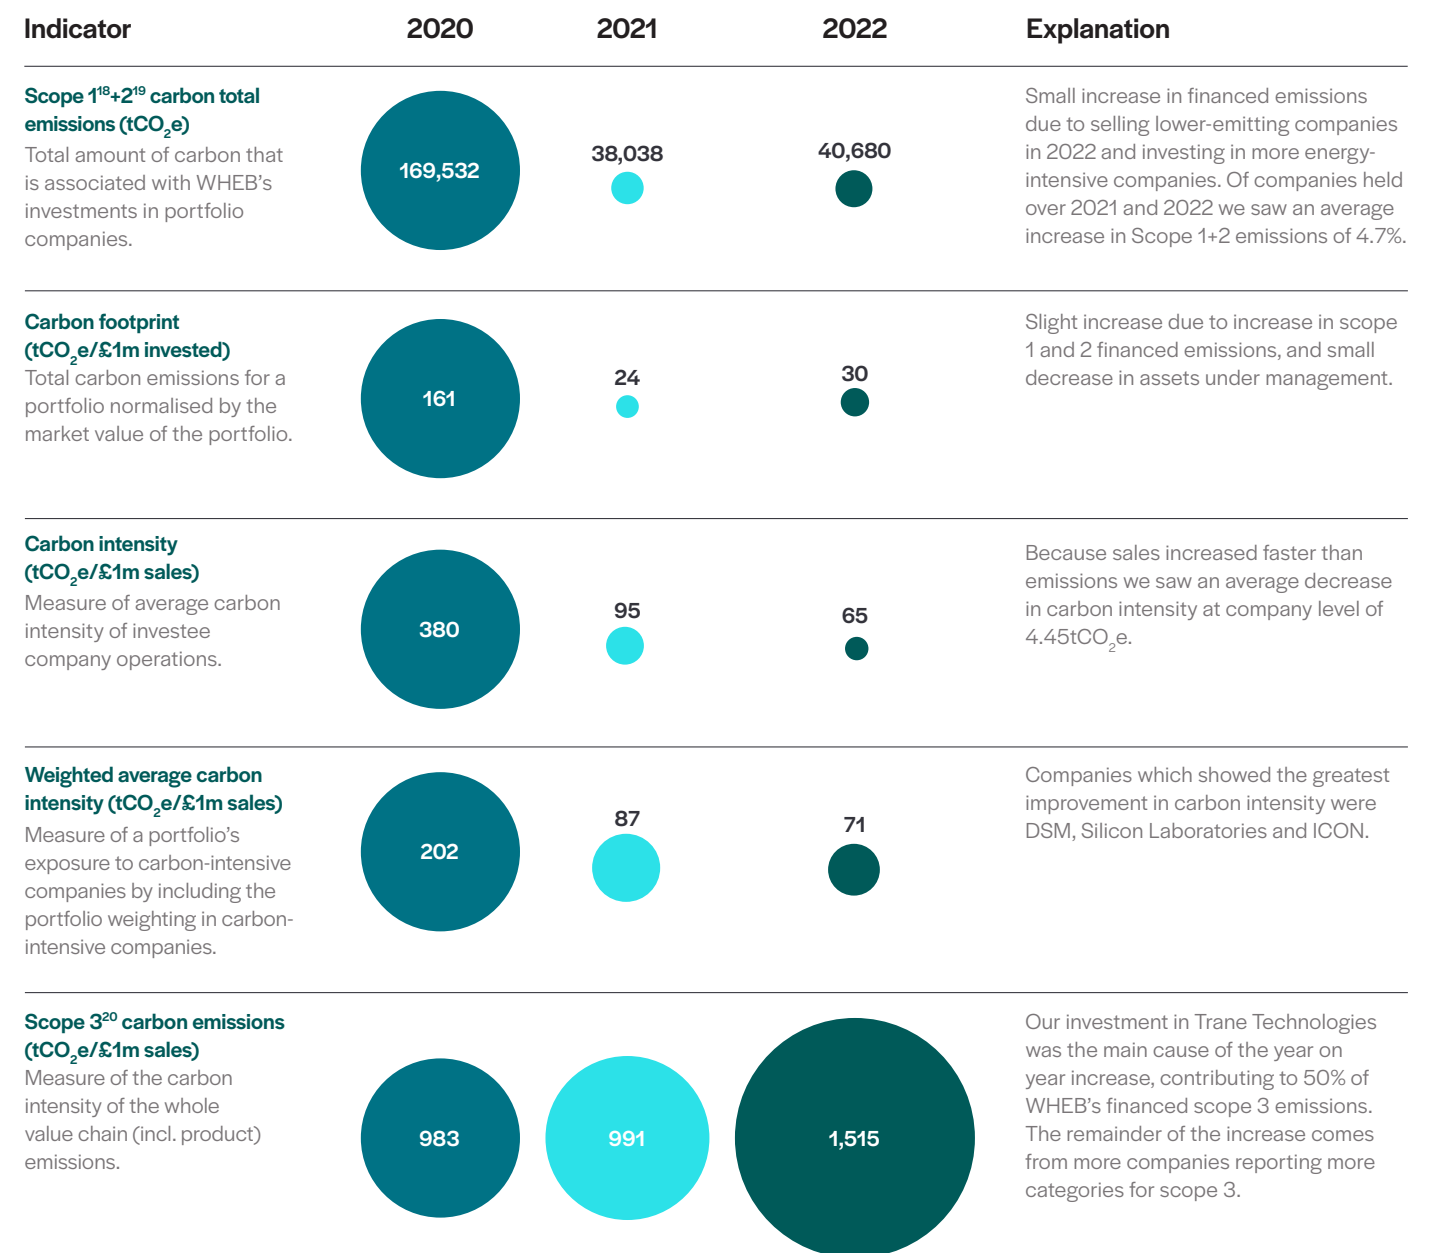 Indicator 2020 2021 2022 Explanation
Scope 1¹⁸+2¹⁹ carbon total
emissions (tCO₂e)
Total amount of carbon that
is associated with WHEB's
investments in portfolio
companies.
169,532
38,038
40,680
Small increase in financed emissions
due to selling lower-emitting companies
in 2022 and investing in more energy-
intensive companies. Of companies held
over 2021 and 2022 we saw an average
increase in Scope 1+2 emissions of 4.7%.
Carbon footprint
(tCO₂e/£1m invested)
Total carbon emissions for a
portfolio normalised by the
market value of the portfolio.
161
24
30
Slight increase due to increase in scope
1 and 2 financed emissions, and small
decrease in assets under management.
Carbon intensity
(tCO₂e/£1m sales)
Measure of average carbon
intensity of investee
company operations.
380
95
65
Because sales increased faster than
emissions we saw an average decrease
in carbon intensity at company level of
4.45tCO₂e.
Weighted average carbon
intensity (tCO₂e/£1m sales)
Measure of a portfolio's
exposure to carbon-intensive
companies by including the
portfolio weighting in carbon-
intensive companies.
202
87
71
Companies which showed the greatest
improvement in carbon intensity were
DSM, Silicon Laboratories and ICON.
Scope 3²⁰ carbon emissions
(tCO₂e/£1m sales)
Measure of the carbon
intensity of the whole
value chain (incl. product)
emissions.
983
991
1,515
Our investment in Trane Technologies
was the main cause of the year on
year increase, contributing to 50% of
WHEB's financed scope 3 emissions.
The remainder of the increase comes
from more companies reporting more
categories for scope 3.